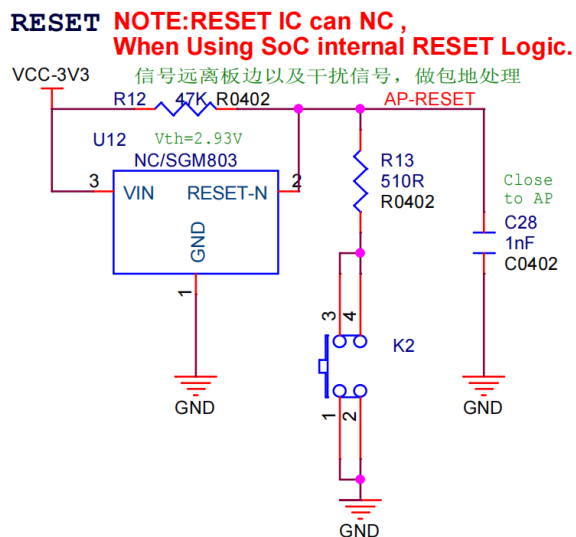 RESET NOTE:RESET IC can NC ,
When Using SoC internal RESET Logic.
VCC-3V3
信号远离板边以及干扰信号，做包地处理
R12 47K R0402
AP-RESET
U12 Vth=2.93V
NC/SGM803
3 VIN RESET-N 2
GND
1
GND
R13
510R
R0402
Close
to AP
C28
1nF
C0402
3 4
K2
1 2
GND
GND